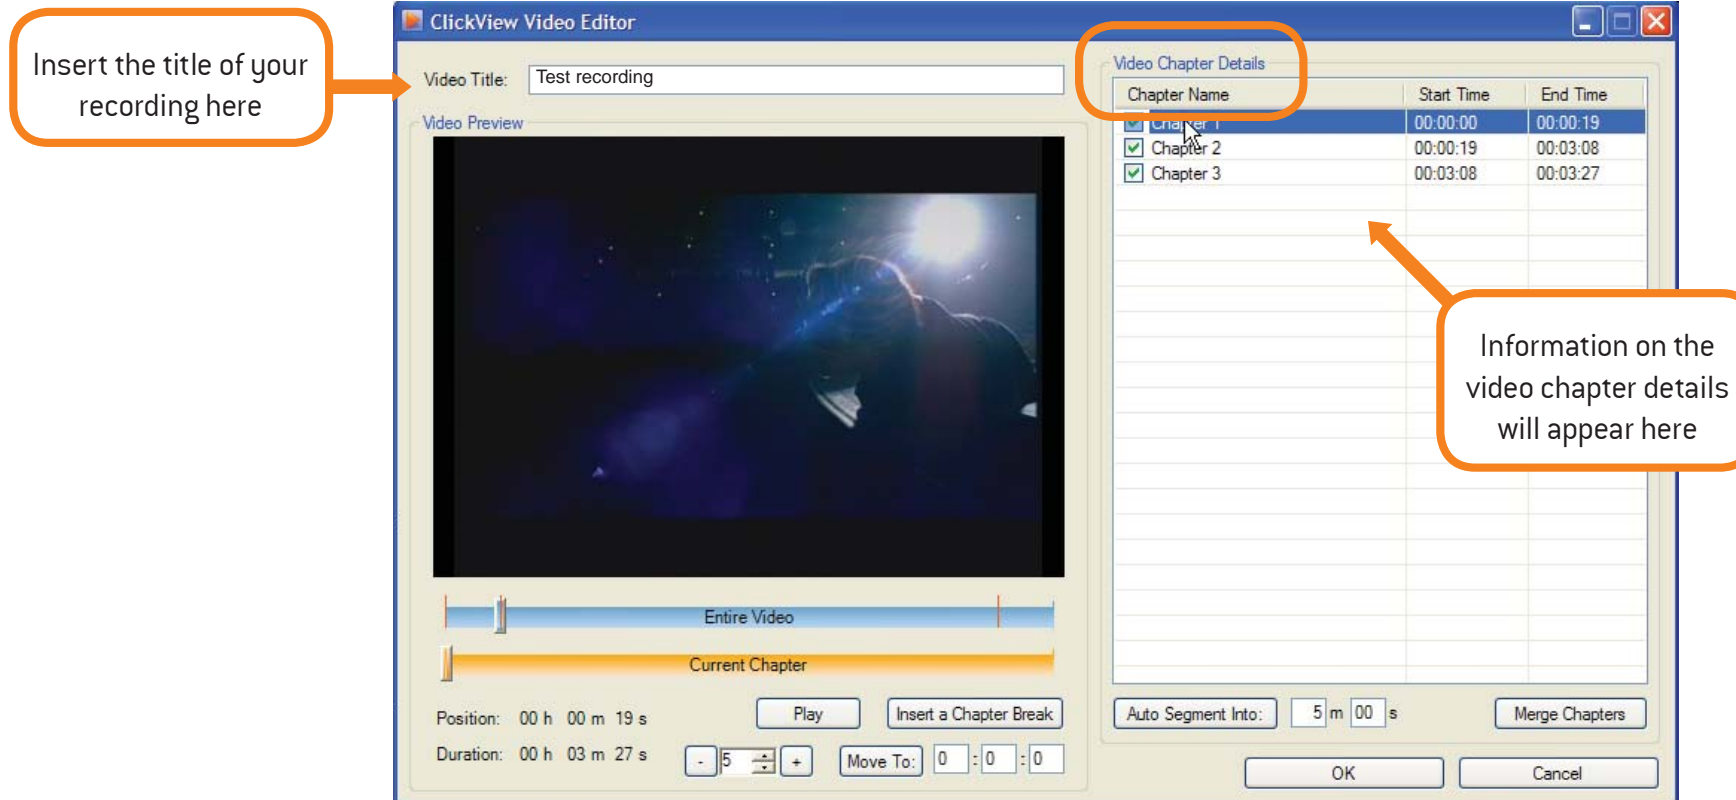 Insert the title of your
recording here
ClickView Video Editor
Video Title: Test recording
Video Preview
Entire Video
Current Chapter
Position: 00 h 00 m 19 s
Play
Insert a Chapter Break
Duration: 00 h 03 m 27 s
- 5 +
Move To: 0 : 0 : 0
Video Chapter Details
Chapter Name Start Time End Time
Chapter 1 00:00:00 00:00:19
Chapter 2 00:00:19 00:03:08
Chapter 3 00:03:08 00:03:27
Information on the
video chapter details
will appear here
Auto Segment Into: 5 m 00 s
Merge Chapters
OK
Cancel